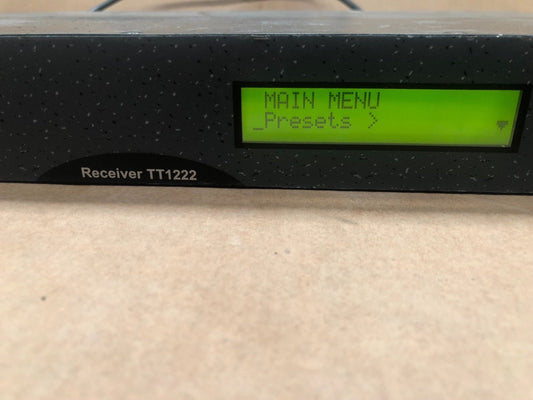 MAIN MENU
_Presets >
Receiver TT1222